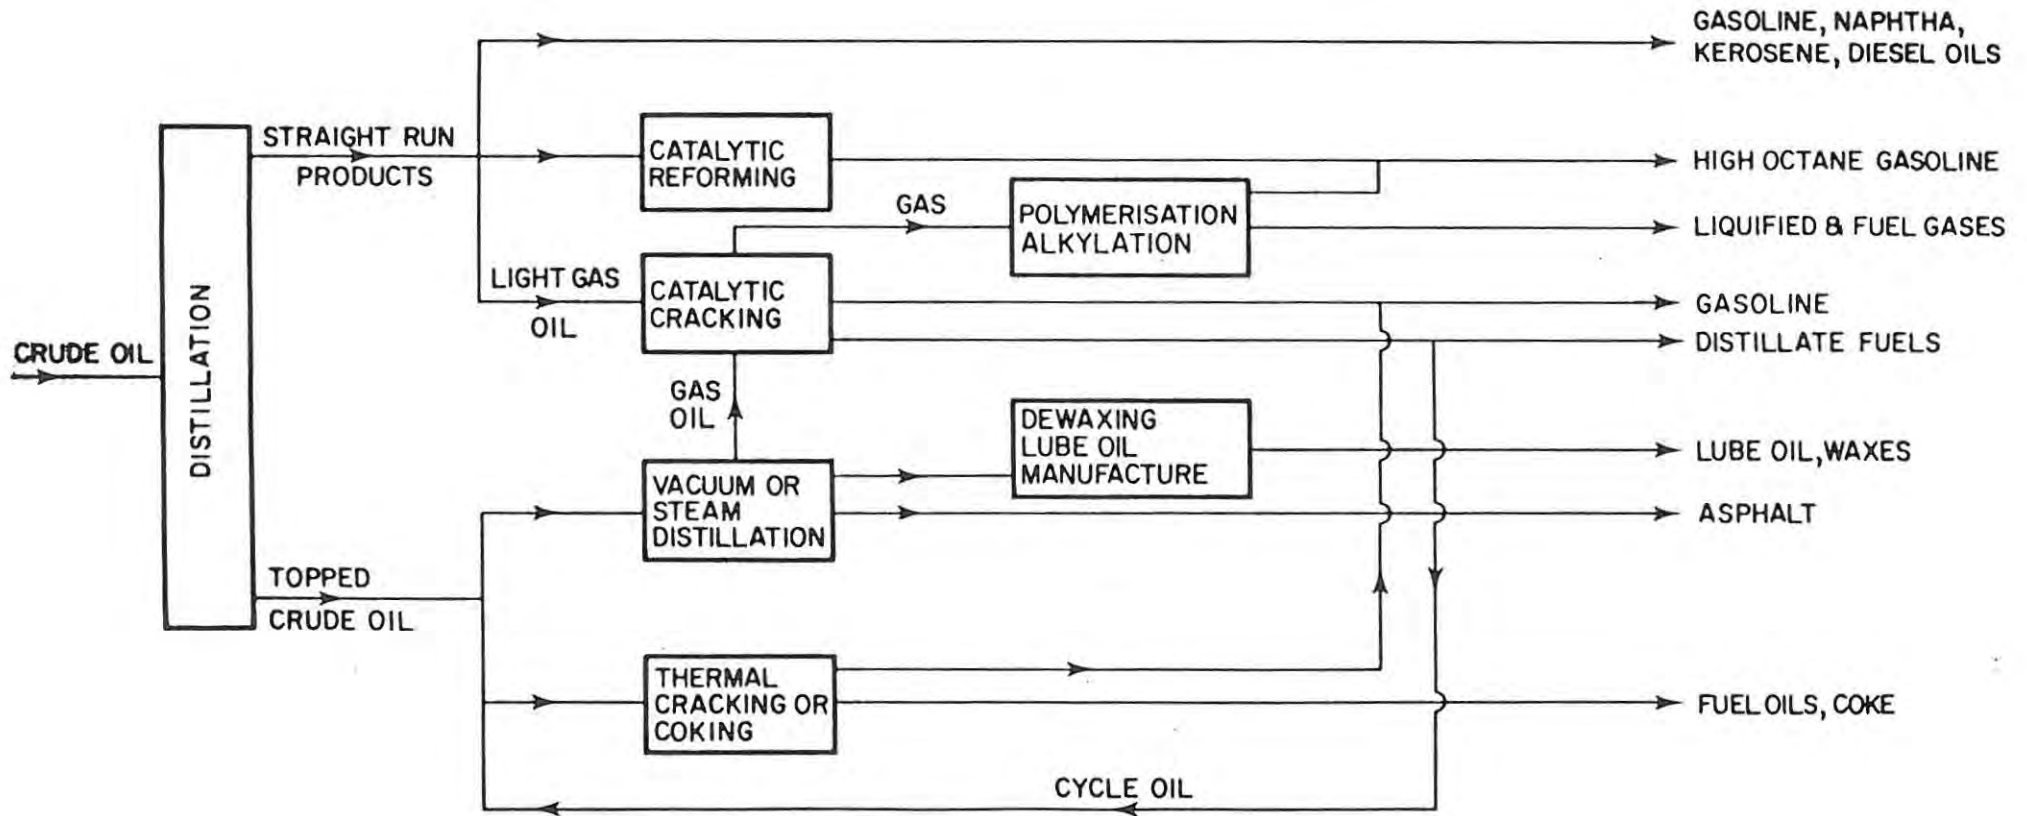 GASOLINE, NAPHTHA,
KEROSENE, DIESEL OILS
STRAIGHT RUN
PRODUCTS
CATALYTIC
REFORMING
HIGH OCTANE GASOLINE
GAS
POLYMERISATION
ALKYLATION
LIQUIFIED & FUEL GASES
LIGHT GAS
OIL
CATALYTIC
CRACKING
GASOLINE
DISTILLATE FUELS
CRUDE OIL
DISTILLATION
GAS
OIL
DEWAXING
LUBE OIL
MANUFACTURE
LUBE OIL, WAXES
VACUUM OR
STEAM
DISTILLATION
ASPHALT
TOPPED
CRUDE OIL
THERMAL
CRACKING OR
COKING
FUEL OILS, COKE
CYCLE OIL